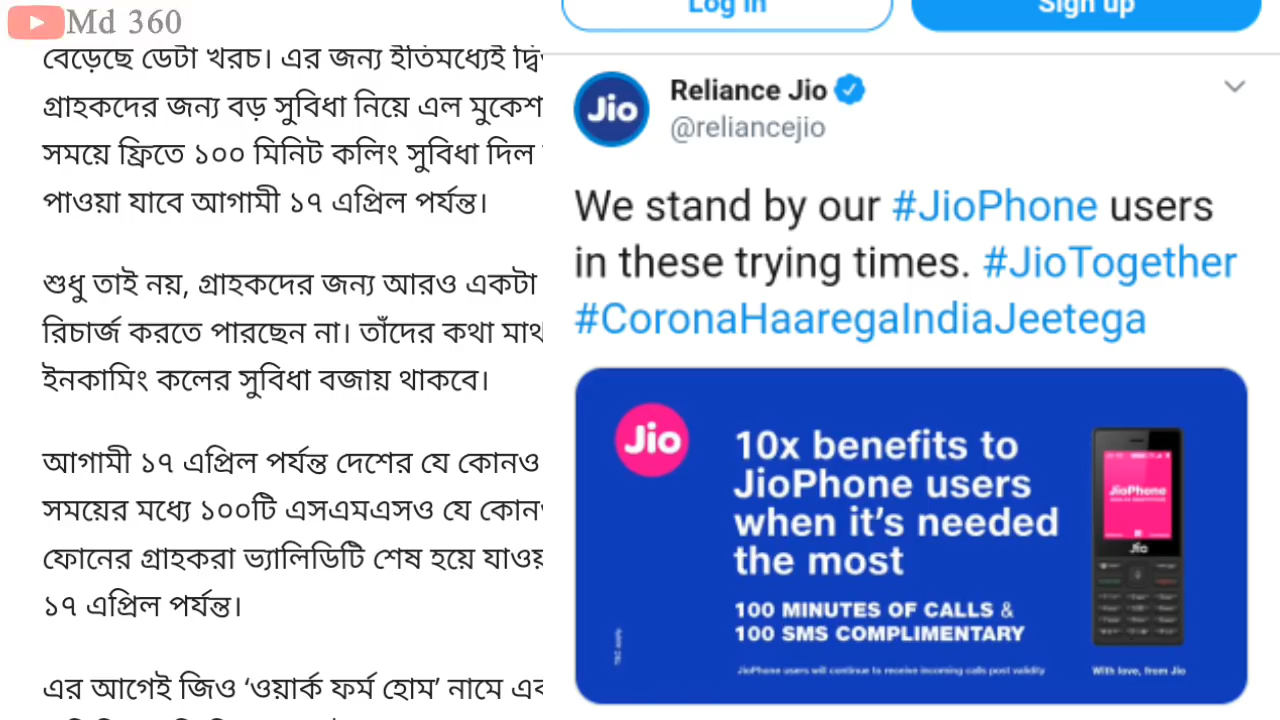 Md 360
বেড়েছে ডেটা খরচ। এর জন্য ইতিমধ্যেই
গ্রাহকদের জন্য বড় সুবিধা নিয়ে এল
সময়ে ফ্রিতে ১০০ মিনিট কলিং সুবিধা দিল
পাওয়া যাবে আগামী ১৭ এপ্রিল পর্যন্ত।
শুধু তাই নয়, গ্রাহকদের জন্য আরও একটা
রিচার্জ করতে পারছেন না। তাঁদের কথা
ইনকামিং কলের সুবিধা বজায় থাকবে।
আগামী ১৭ এপ্রিল পর্যন্ত দেশের যে কোনও
সময়ের মধ্যে ১০০টি এসএমএসও যে
ফোনের গ্রাহকরা ভ্যালিডিটি শেষ হয়ে
১৭ এপ্রিল পর্যন্ত।
এর আগেই জিও ‘ওয়ার্ক ফর্ম হোম’ নামে
Log in
Sign up
Jio
Reliance Jio
@reliancejio
We stand by our #JioPhone users
in these trying times. #JioTogether
#CoronaHaaregaIndiaJeetega
Jio
10x benefits to
JioPhone users
when it's needed
the most
100 MINUTES OF CALLS &
100 SMS COMPLIMENTARY
JioPhone users will continue to receive incoming calls post validity
JioPhone
Jio
With love, from Jio